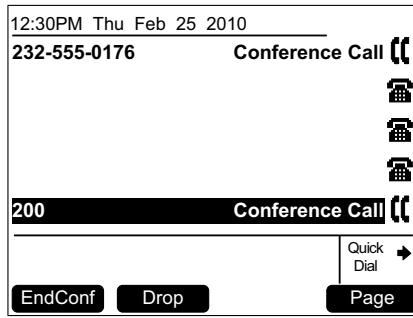 12:30PM Thu Feb 25 2010
232-555-0176 Conference Call
200 Conference Call
Quick
Dial
EndConf Drop Page